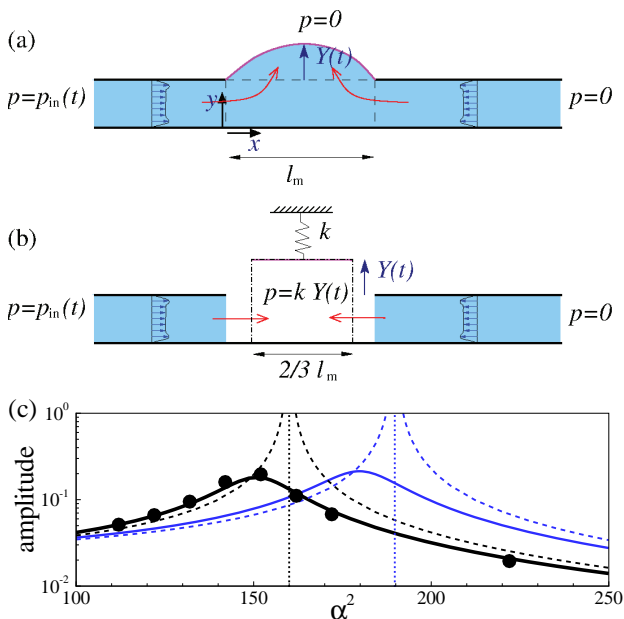 (a)
p=0
Y(t)
p=p_in(t)
y
x
p=0
l_m
(b)
k
Y(t)
p=p_in(t)
p=k Y(t)
p=0
2/3 l_m
(c)
10^0
10^-1
10^-2
amplitude
100 150 200 250
α^2